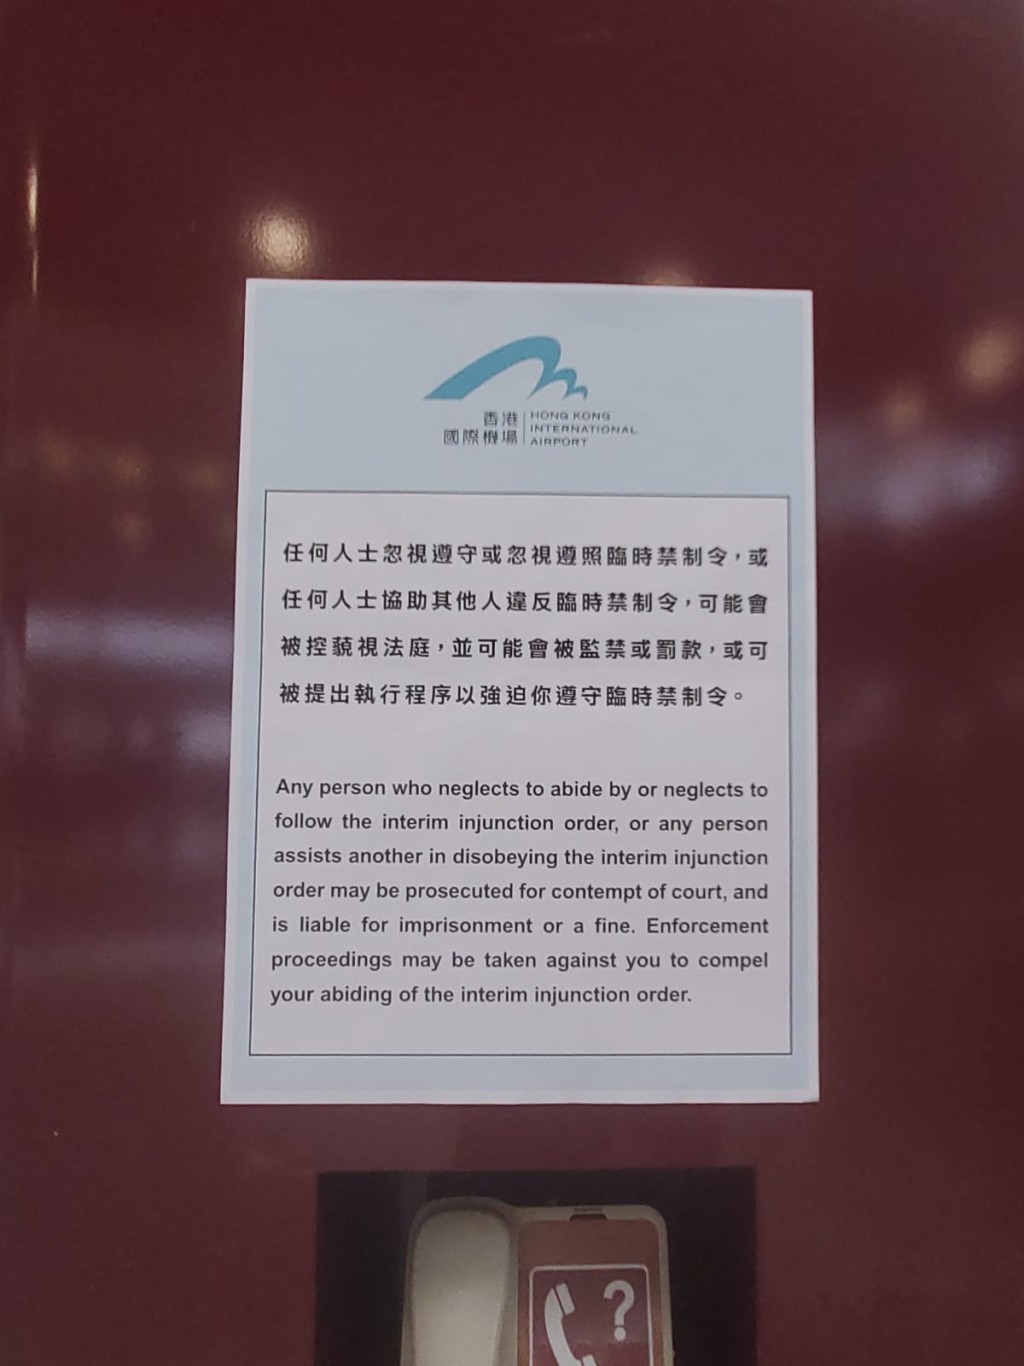 香港
國際機場
HONG KONG
INTERNATIONAL
AIRPORT
任何人士忽視遵守或忽視遵照臨時禁制令，或
任何人士協助其他人違反臨時禁制令，可能會
被控藐視法庭，並可能會被監禁或罰款，或可
被提出執行程序以強迫你遵守臨時禁制令。
Any person who neglects to abide by or neglects to
follow the interim injunction order, or any person
assists another in disobeying the interim injunction
order may be prosecuted for contempt of court, and
is liable for imprisonment or a fine. Enforcement
proceedings may be taken against you to compel
your abiding of the interim injunction order.
?